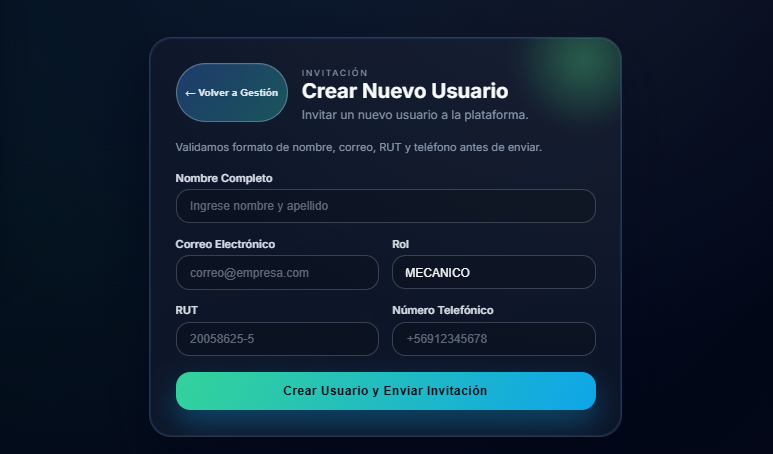 ← Volver a Gestión
INVITACIÓN
Crear Nuevo Usuario
Invitar un nuevo usuario a la plataforma.
Validamos formato de nombre, correo, RUT y teléfono antes de enviar.
Nombre Completo
Ingrese nombre y apellido
Correo Electrónico
correo@empresa.com
Rol
MECANICO
RUT
20058625-5
Número Telefónico
+56912345678
Crear Usuario y Enviar Invitación